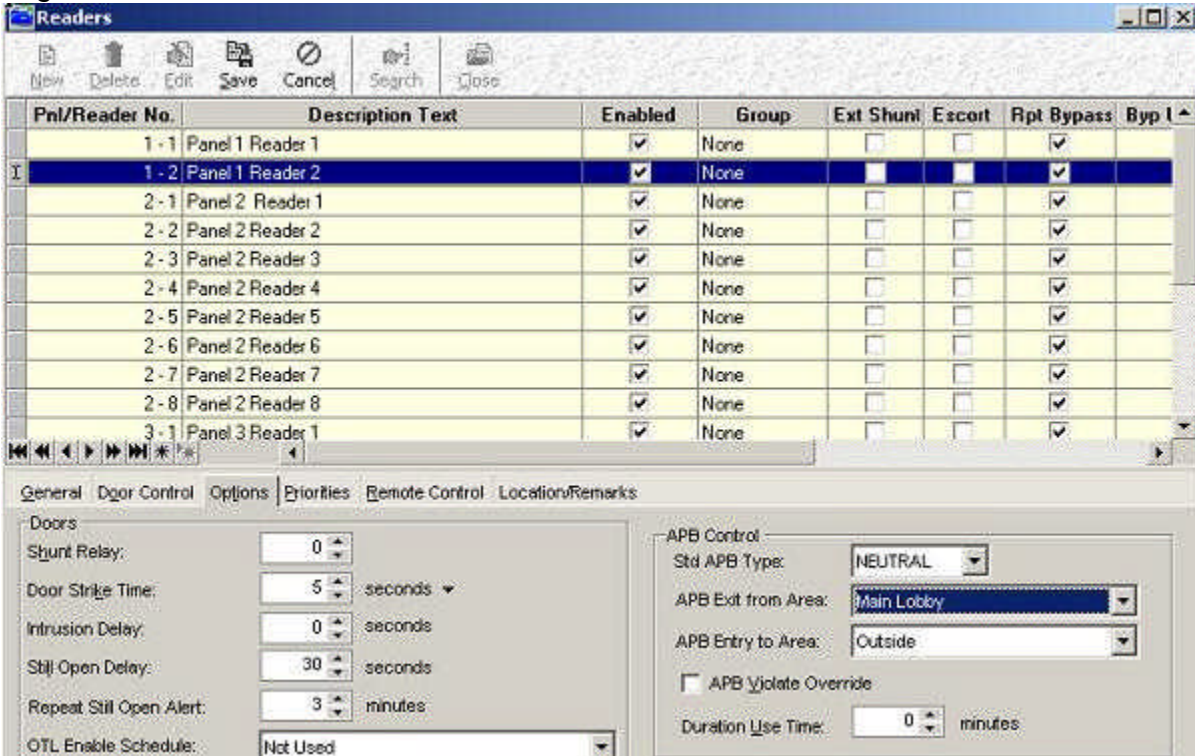 Readers
New Delete Edit Save Cancel Search Close
Pnl/Reader No. Description Text Enabled Group Ext Shunt Escort Rpt Bypass Byp
1 - 1 Panel 1 Reader 1 None
1 - 2 Panel 1 Reader 2 None
2 - 1 Panel 2 Reader 1 None
2 - 2 Panel 2 Reader 2 None
2 - 3 Panel 2 Reader 3 None
2 - 4 Panel 2 Reader 4 None
2 - 5 Panel 2 Reader 5 None
2 - 6 Panel 2 Reader 6 None
2 - 7 Panel 2 Reader 7 None
2 - 8 Panel 2 Reader 8 None
3 - 1 Panel 3 Reader 1 None
General Door Control Options Priorities Remote Control Location/Remarks
Doors
Shunt Relay: 0
Door Strike Time: 5 seconds
Intrusion Delay: 0 seconds
Still Open Delay: 30 seconds
Repeat Still Open Alert: 3 minutes
OTL Enable Schedule: Not Used
APB Control
Std APB Type: NEUTRAL
APB Exit from Area: Main Lobby
APB Entry to Area: Outside
APB Violate Override
Duration Use Time: 0 minutes